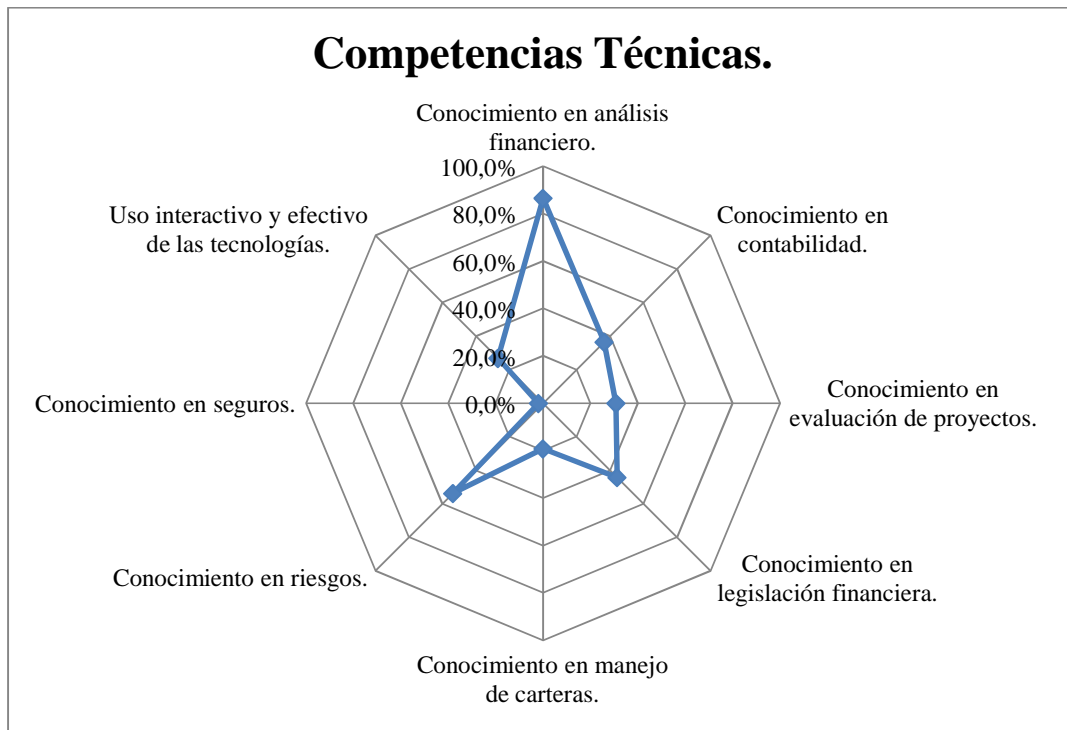 Competencias Técnicas.
Conocimiento en análisis
financiero.
100,0%
80,0%
60,0%
40,0%
20,0%
0,0%
Conocimiento en
contabilidad.
Conocimiento en
evaluación de proyectos.
Conocimiento en
legislación financiera.
Conocimiento en manejo
de carteras.
Conocimiento en riesgos.
Conocimiento en seguros.
Uso interactivo y efectivo
de las tecnologías.